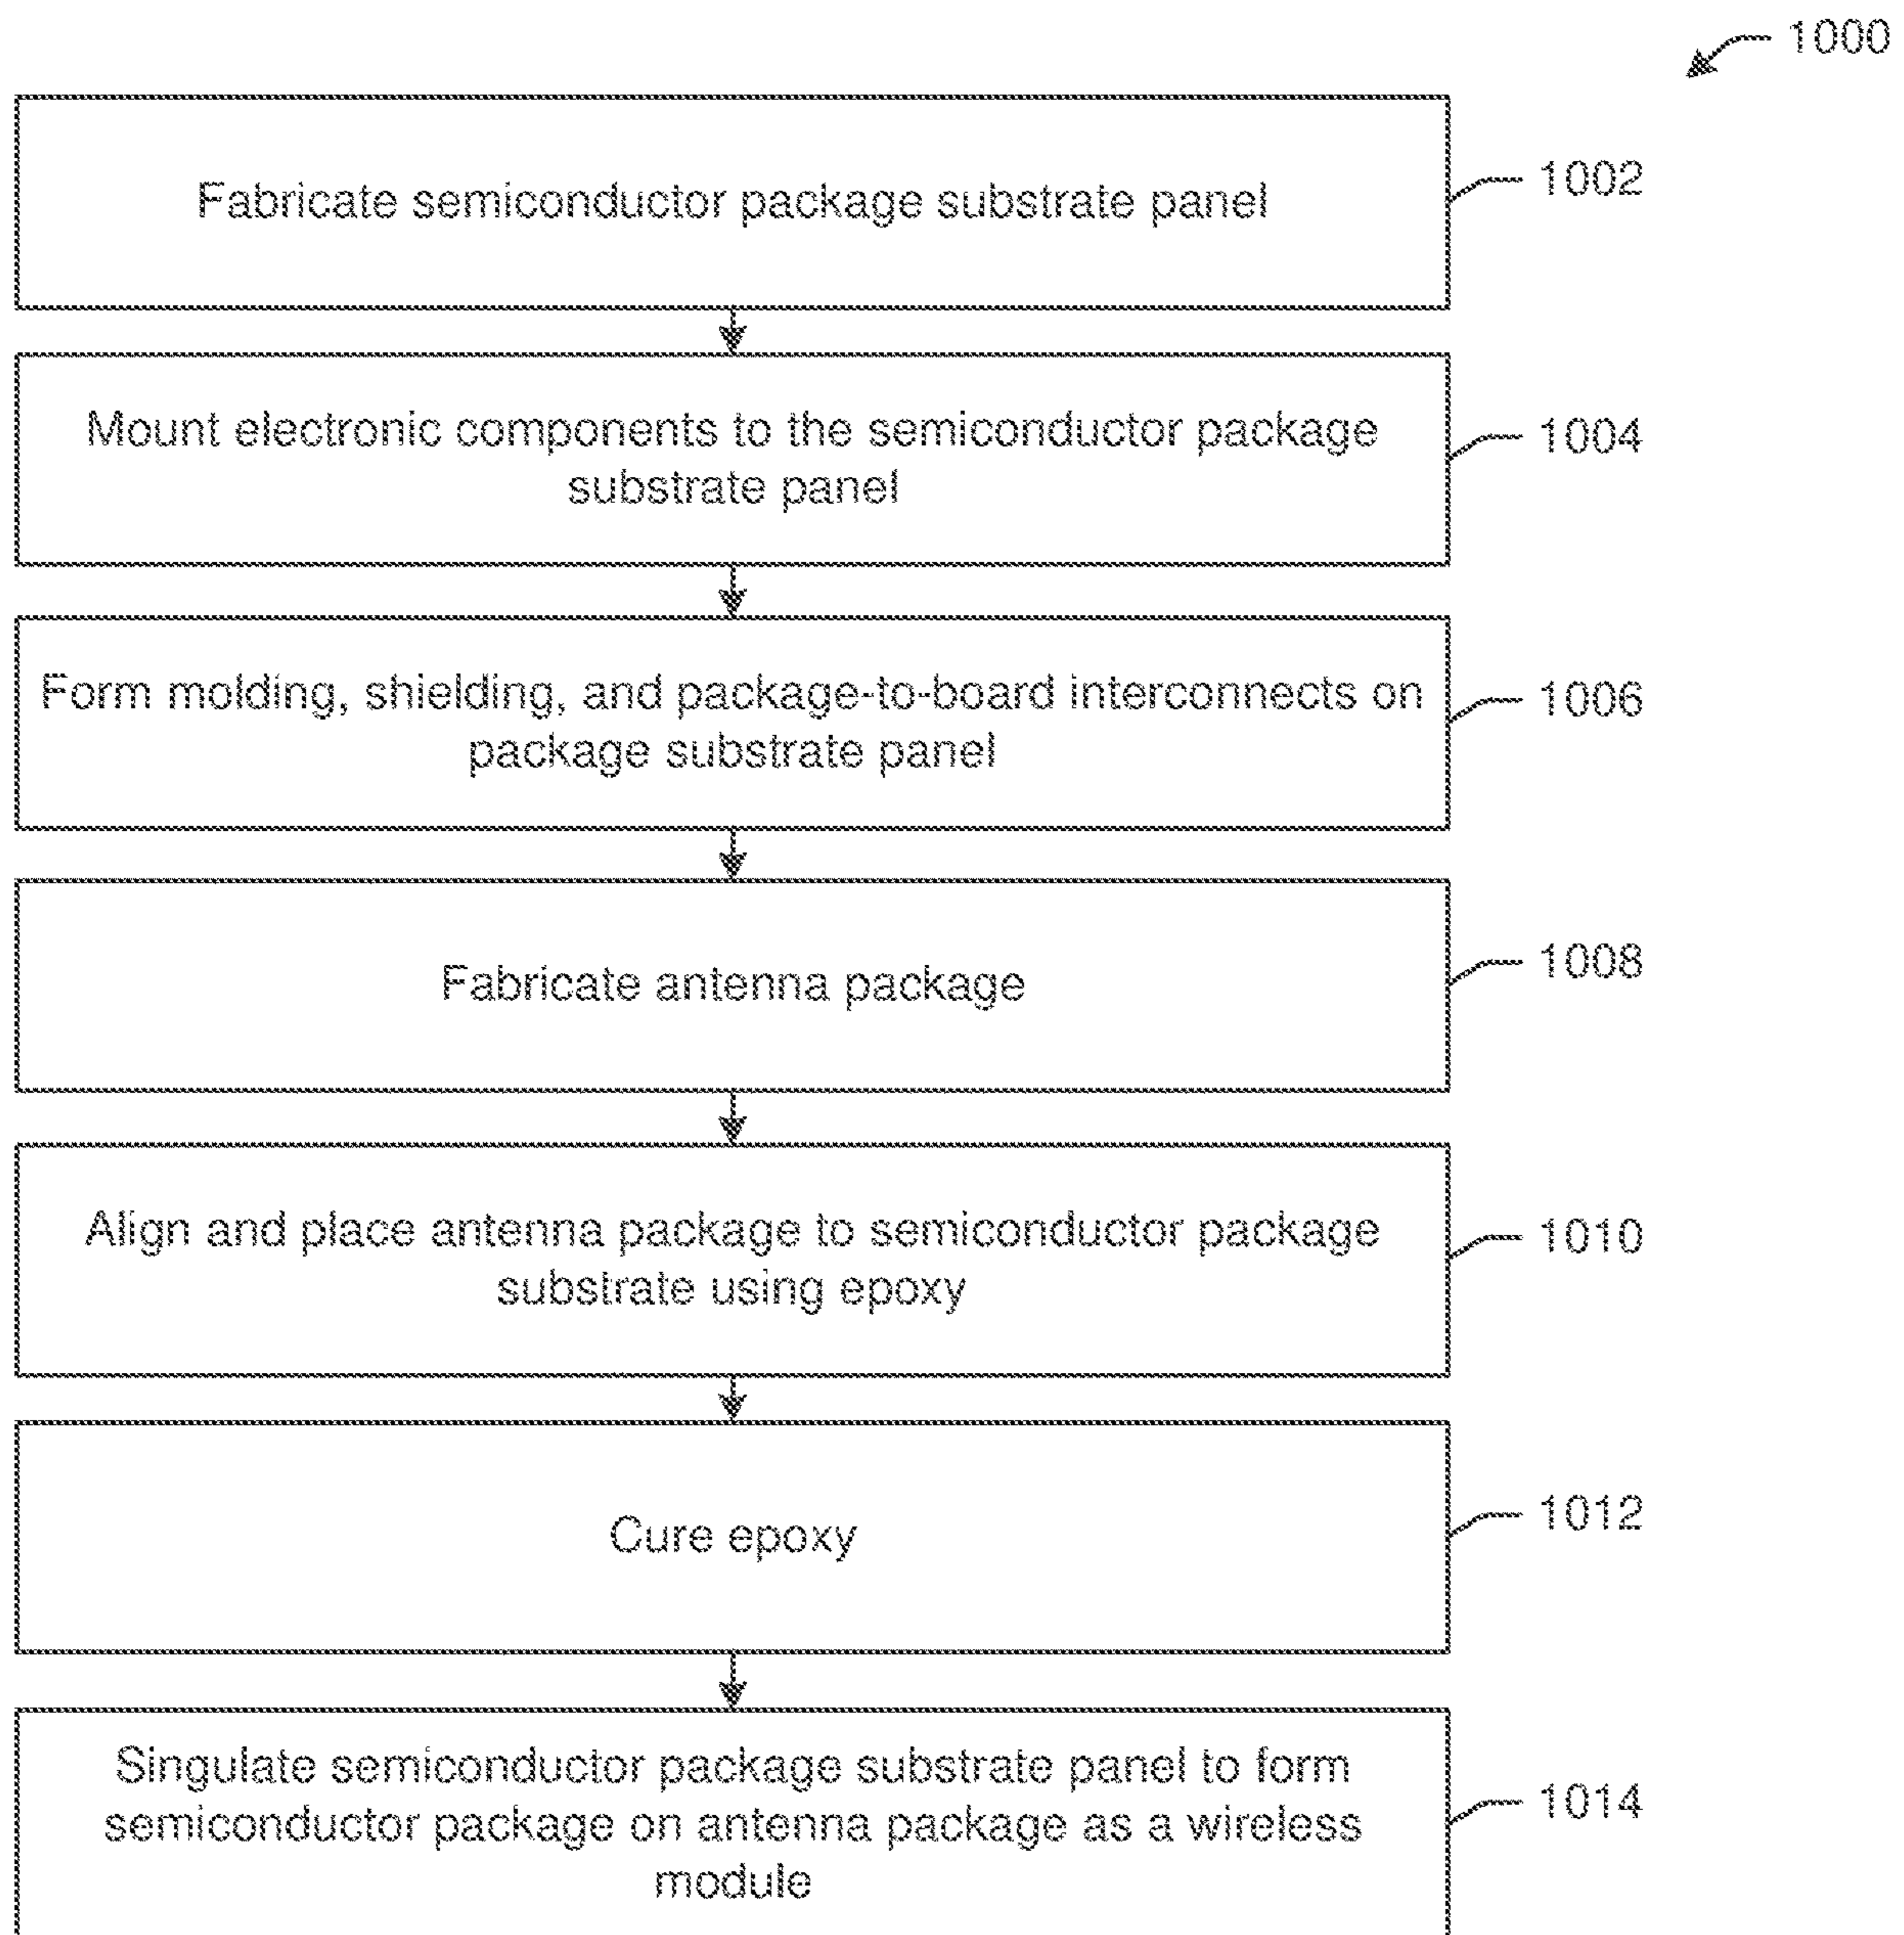 1000
Fabricate semiconductor package substrate panel
1002
Mount electronic components to the semiconductor package
substrate panel
1004
Form molding, shielding, and package-to-board interconnects on
package substrate panel
1006
Fabricate antenna package
1008
Align and place antenna package to semiconductor package
substrate using epoxy
1010
Cure epoxy
1012
Singulate semiconductor package substrate panel to form
semiconductor package on antenna package as a wireless
module
1014